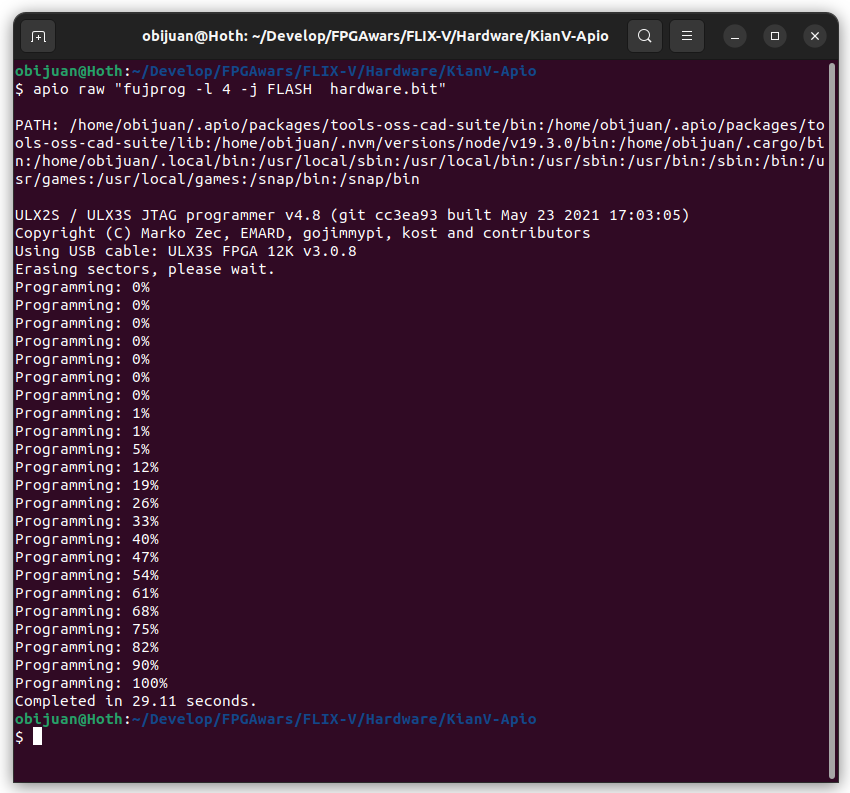 obijuan@Hoth: ~/Develop/FPGAwars/FLIX-V/Hardware/KianV-Apio
obijuan@Hoth:~/Develop/FPGAwars/FLIX-V/Hardware/KianV-Apio
$ apio raw "fujprog -l 4 -j FLASH  hardware.bit"
PATH: /home/obijuan/.apio/packages/tools-oss-cad-suite/bin:/home/obijuan/.apio/packages/to
ols-oss-cad-suite/lib:/home/obijuan/.nvm/versions/node/v19.3.0/bin:/home/obijuan/.cargo/bi
n:/home/obijuan/.local/bin:/usr/local/sbin:/usr/local/bin:/usr/sbin:/usr/bin:/sbin:/bin:/u
sr/games:/usr/local/games:/snap/bin:/snap/bin
ULX2S / ULX3S JTAG programmer v4.8 (git cc3ea93 built May 23 2021 17:03:05)
Copyright (C) Marko Zec, EMARD, gojimmypi, kost and contributors
Using USB cable: ULX3S FPGA 12K v3.0.8
Erasing sectors, please wait.
Programming: 0%
Programming: 0%
Programming: 0%
Programming: 0%
Programming: 0%
Programming: 0%
Programming: 0%
Programming: 1%
Programming: 1%
Programming: 5%
Programming: 12%
Programming: 19%
Programming: 26%
Programming: 33%
Programming: 40%
Programming: 47%
Programming: 54%
Programming: 61%
Programming: 68%
Programming: 75%
Programming: 82%
Programming: 90%
Programming: 100%
Completed in 29.11 seconds.
obijuan@Hoth:~/Develop/FPGAwars/FLIX-V/Hardware/KianV-Apio
$